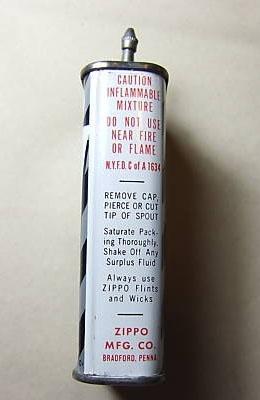 CAUTION
INFLAMMABLE
MIXTURE
DO NOT USE
NEAR FIRE
OR FLAME
N.Y.F.D. C of A 1634
REMOVE CAP,
PIERCE OR CUT
TIP OF SPOUT
Saturate Pack-
ing Thoroughly.
Shake Off Any
Surplus Fluid
Always use
ZIPPO Flints
and Wicks
ZIPPO
MFG. CO.
BRADFORD, PENNA.